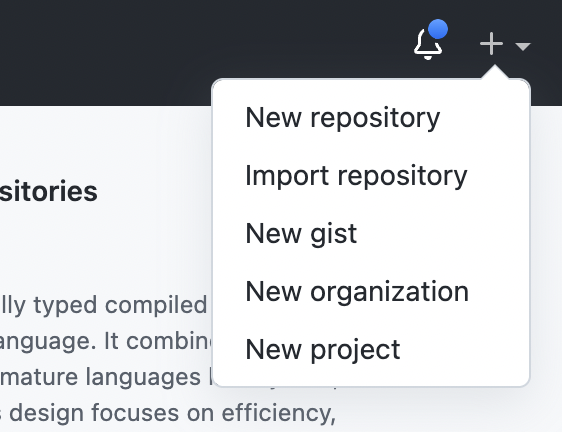 New repository
Import repository
sitories
New gist
New organization
lly typed compiled
anguage. It combin
New project
mature languages
s design focuses on efficiency,